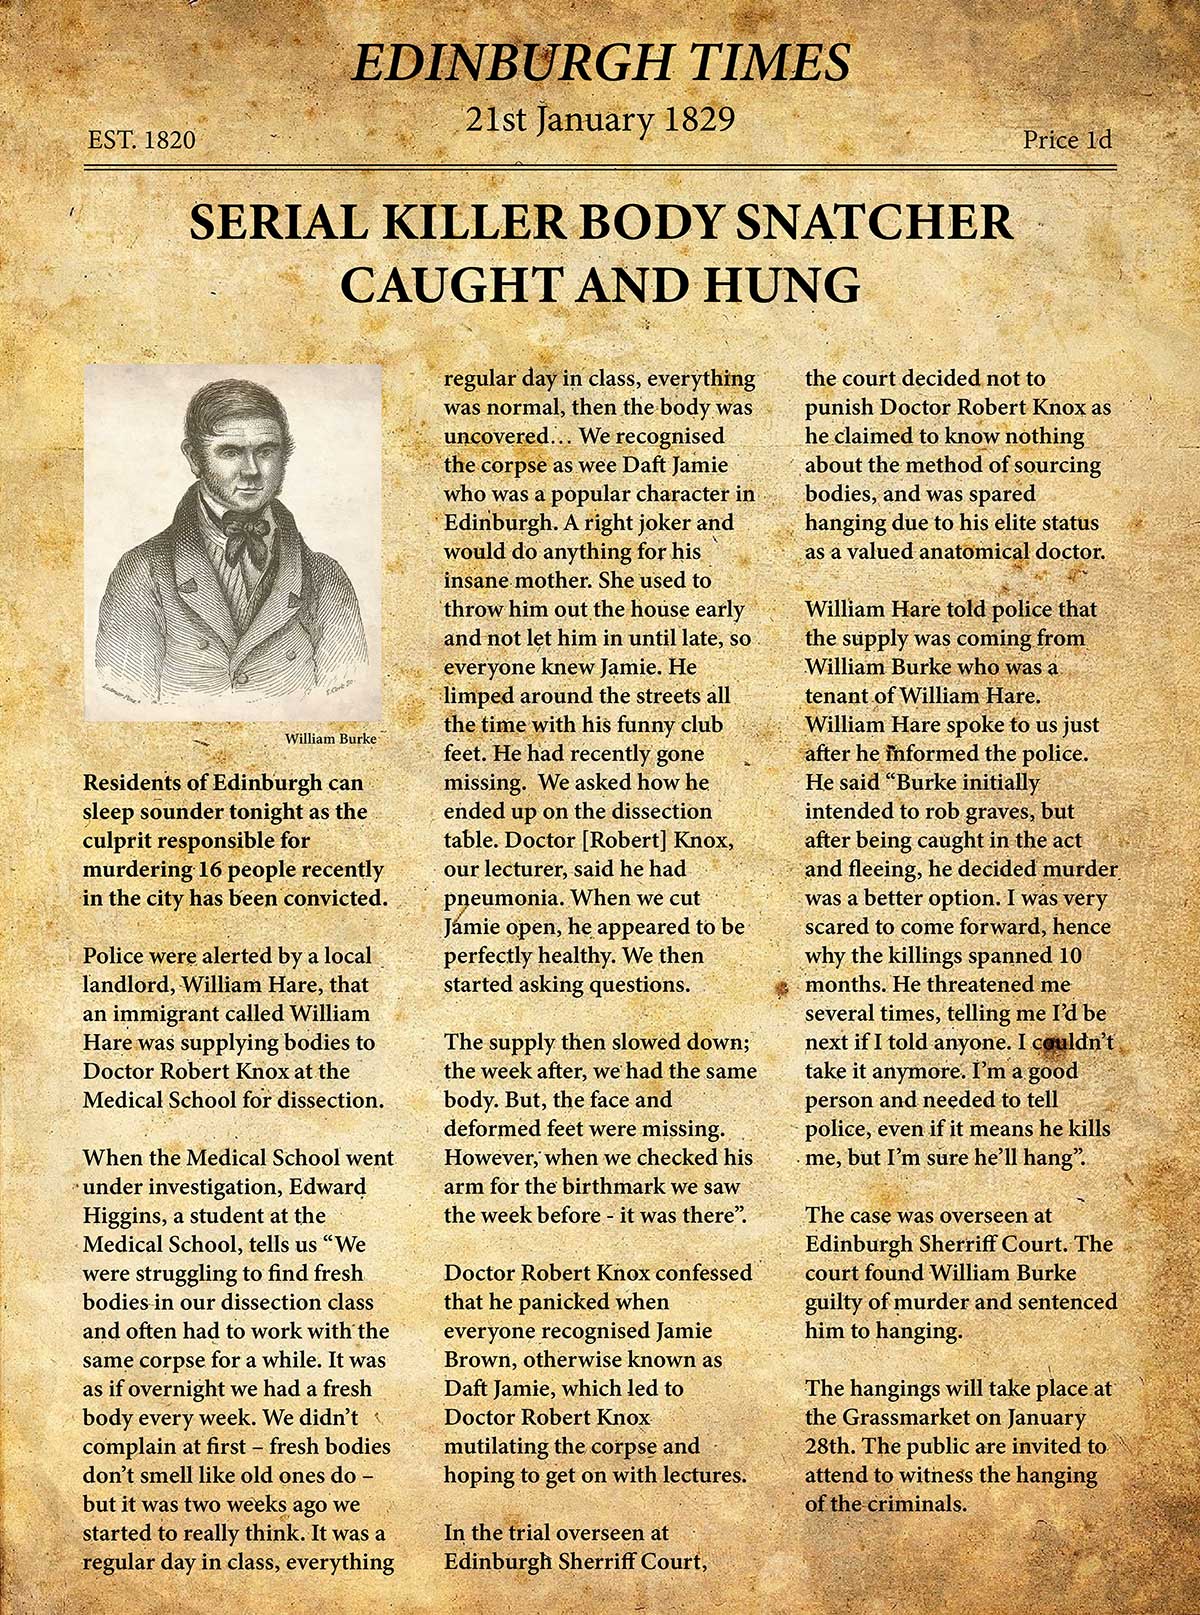 EDINBURGH TIMES
21st January 1829
EST. 1820
Price 1d
SERIAL KILLER BODY SNATCHER
CAUGHT AND HUNG
William Burke
Residents of Edinburgh can
sleep sounder tonight as the
culprit responsible for
murdering 16 people recently
in the city has been convicted.
Police were alerted by a local
landlord, William Hare, that
an immigrant called William
Hare was supplying bodies to
Doctor Robert Knox at the
Medical School for dissection.
When the Medical School went
under investigation, Edward
Higgins, a student at the
Medical School, tells us “We
were struggling to find fresh
bodies in our dissection class
and often had to work with the
same corpse for a while. It was
as if overnight we had a fresh
body every week. We didn’t
complain at first – fresh bodies
don’t smell like old ones do –
but it was two weeks ago we
started to really think. It was a
regular day in class, everything
regular day in class, everything
was normal, then the body was
uncovered… We recognised
the corpse as wee Daft Jamie
who was a popular character in
Edinburgh. A right joker and
would do anything for his
insane mother. She used to
throw him out the house early
and not let him in until late, so
everyone knew Jamie. He
limped around the streets all
the time with his funny club
feet. He had recently gone
missing.  We asked how he
ended up on the dissection
table. Doctor [Robert] Knox,
our lecturer, said he had
pneumonia. When we cut
Jamie open, he appeared to be
perfectly healthy. We then
started asking questions.
The supply then slowed down;
the week after, we had the same
body. But, the face and
deformed feet were missing.
However, when we checked his
arm for the birthmark we saw
the week before - it was there”.
Doctor Robert Knox confessed
that he panicked when
everyone recognised Jamie
Brown, otherwise known as
Daft Jamie, which led to
Doctor Robert Knox
mutilating the corpse and
hoping to get on with lectures.
In the trial overseen at
Edinburgh Sherriff Court,
the court decided not to
punish Doctor Robert Knox as
he claimed to know nothing
about the method of sourcing
bodies, and was spared
hanging due to his elite status
as a valued anatomical doctor.
William Hare told police that
the supply was coming from
William Burke who was a
tenant of William Hare.
William Hare spoke to us just
after he informed the police.
He said “Burke initially
intended to rob graves, but
after being caught in the act
and fleeing, he decided murder
was a better option. I was very
scared to come forward, hence
why the killings spanned 10
months. He threatened me
several times, telling me I’d be
next if I told anyone. I couldn’t
take it anymore. I’m a good
person and needed to tell
police, even if it means he kills
me, but I’m sure he’ll hang”.
The case was overseen at
Edinburgh Sherriff Court. The
court found William Burke
guilty of murder and sentenced
him to hanging.
The hangings will take place at
the Grassmarket on January
28th. The public are invited to
attend to witness the hanging
of the criminals.